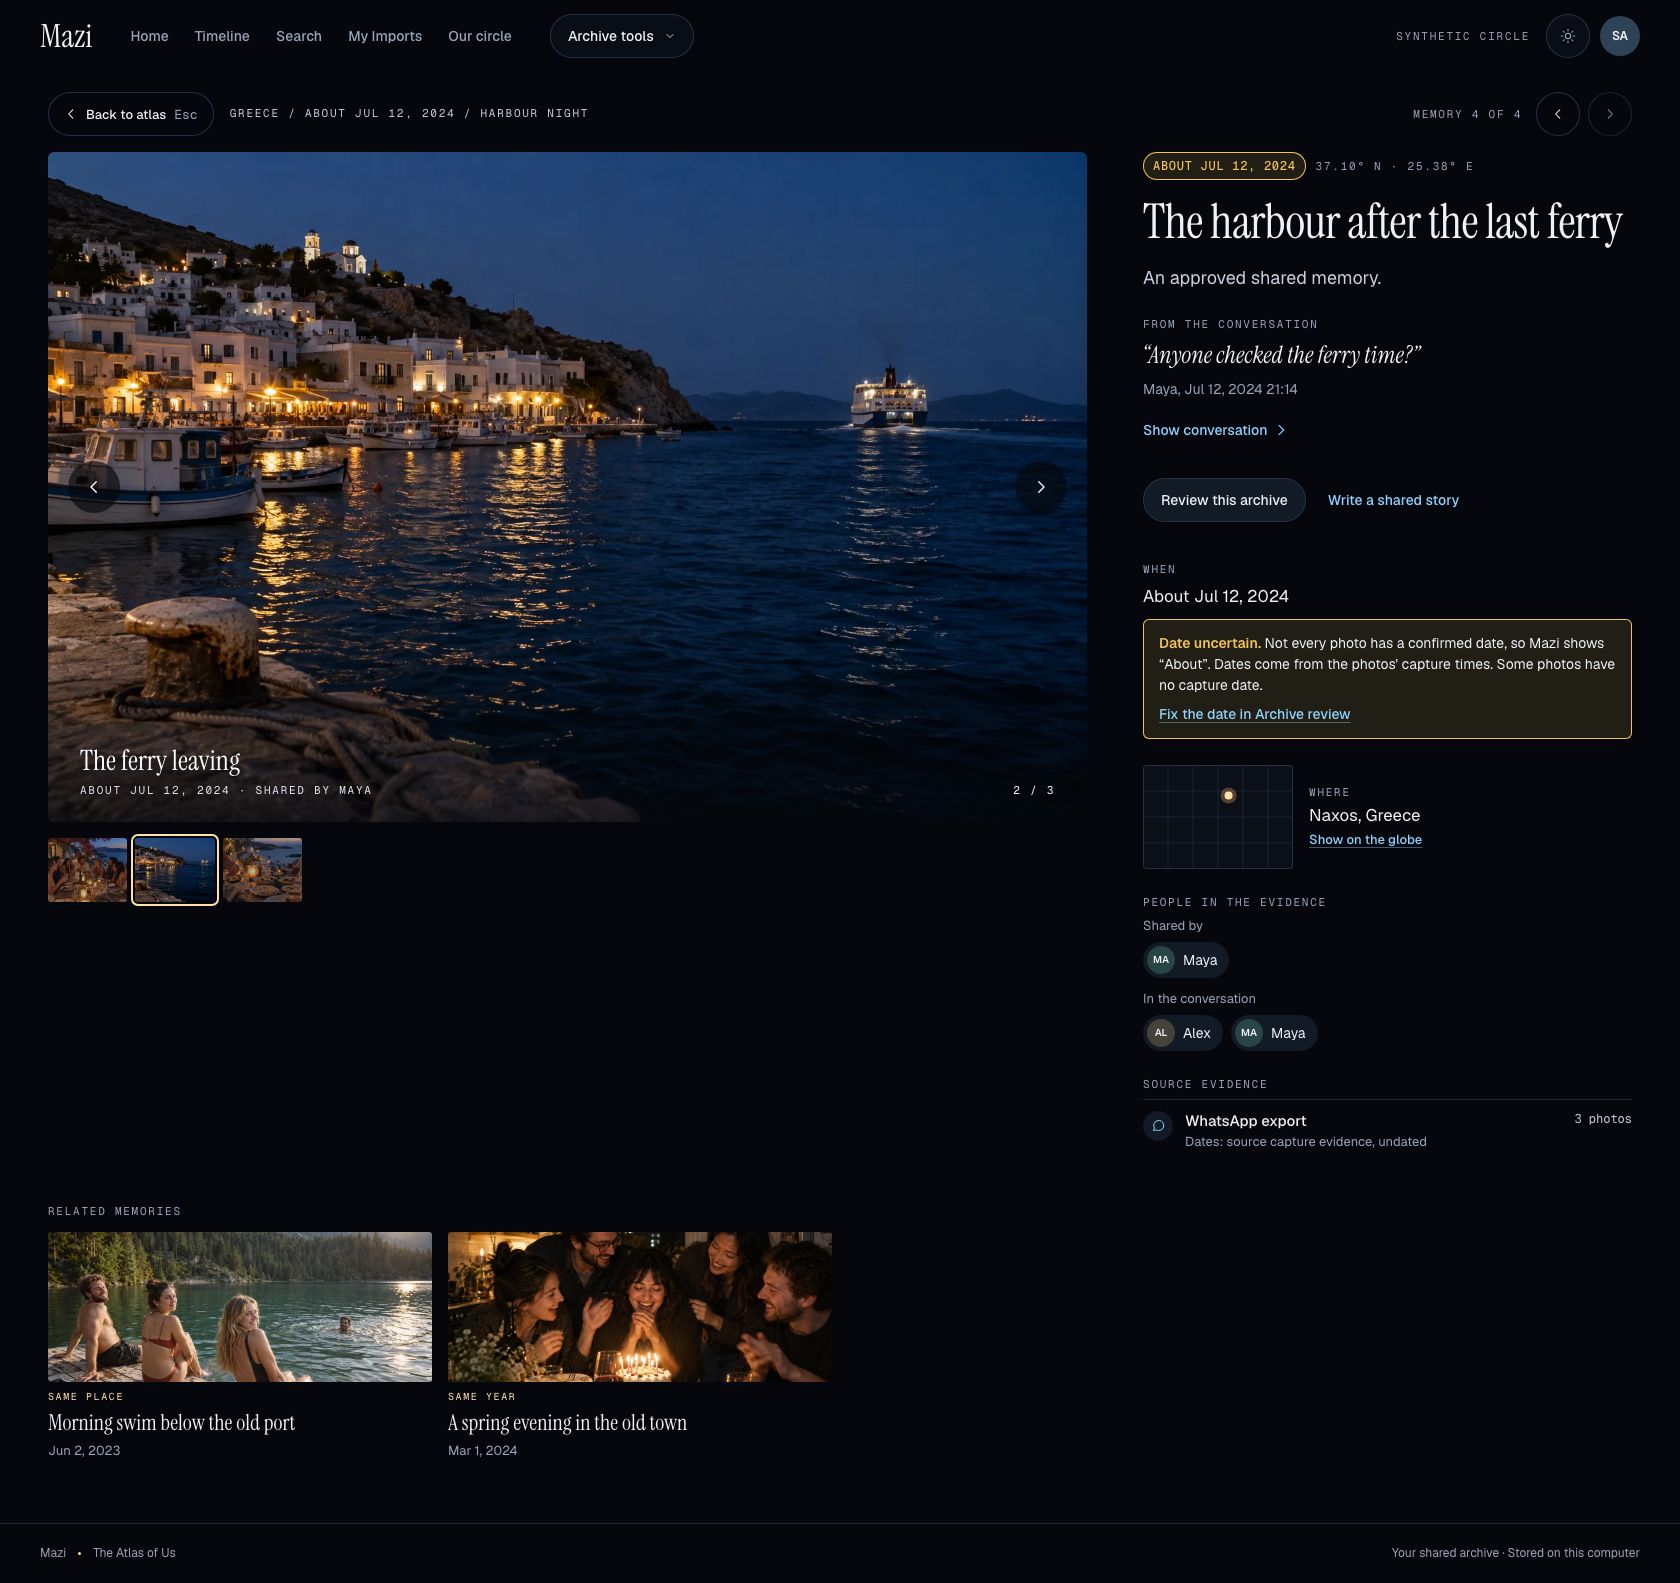 Mazi
Home
Timeline
Search
My Imports
Our circle
Archive tools
SYNTHETIC CIRCLE
SA
Back to atlas Esc
GREECE / ABOUT JUL 12, 2024 / HARBOUR NIGHT
MEMORY 4 OF 4
The ferry leaving
ABOUT JUL 12, 2024 · SHARED BY MAYA
2 / 3
ABOUT JUL 12, 2024
37.10° N · 25.38° E
The harbour after the last ferry
An approved shared memory.
FROM THE CONVERSATION
“Anyone checked the ferry time?”
Maya, Jul 12, 2024 21:14
Show conversation
Review this archive
Write a shared story
WHEN
About Jul 12, 2024
Date uncertain. Not every photo has a confirmed date, so Mazi shows
“About”. Dates come from the photos' capture times. Some photos have
no capture date.
Fix the date in Archive review
WHERE
Naxos, Greece
Show on the globe
PEOPLE IN THE EVIDENCE
Shared by
MA Maya
In the conversation
AL Alex
MA Maya
SOURCE EVIDENCE
WhatsApp export
3 photos
Dates: source capture evidence, undated
RELATED MEMORIES
SAME PLACE
Morning swim below the old port
Jun 2, 2023
SAME YEAR
A spring evening in the old town
Mar 1, 2024
Mazi • The Atlas of Us
Your shared archive · Stored on this computer